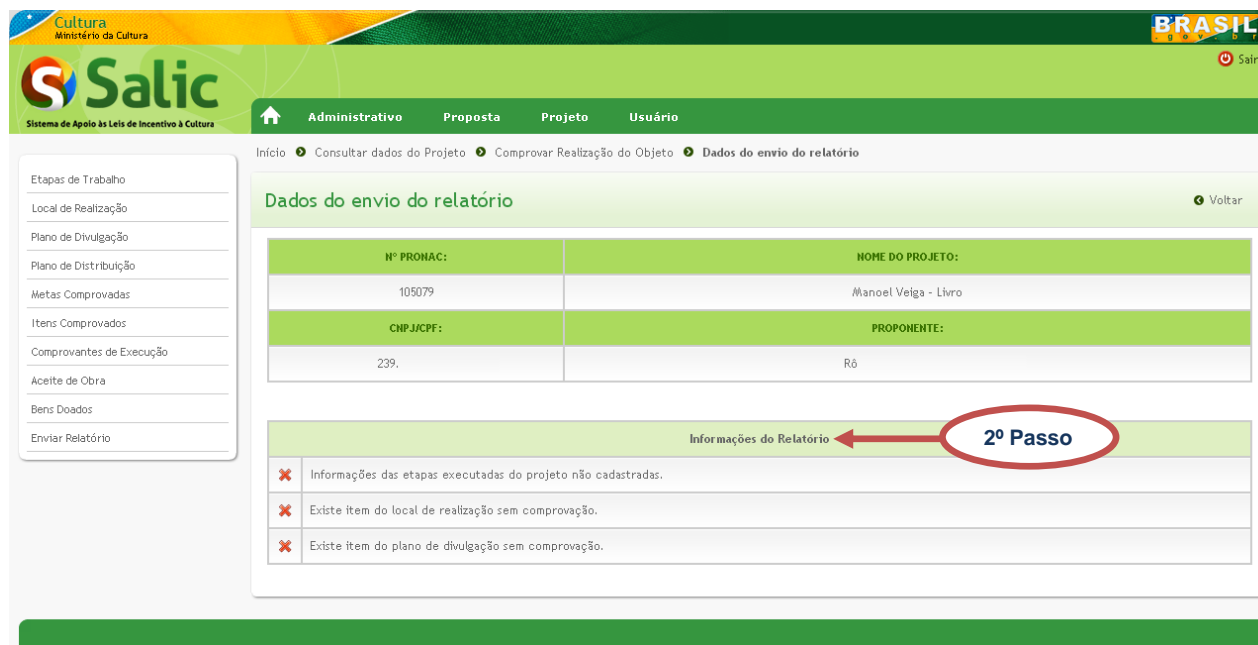 Cultura
Ministério da Cultura
BRASIL
.gov.br
Salic
Sistema de Apoio às Leis de Incentivo à Cultura
Sair
Administrativo Proposta Projeto Usuário
Início Consultar dados do Projeto Comprovar Realização do Objeto Dados do envio do relatório
Etapas de Trabalho
Local de Realização
Plano de Divulgação
Plano de Distribuição
Metas Comprovadas
Itens Comprovados
Comprovantes de Execução
Aceite de Obra
Bens Doados
Enviar Relatório
Dados do envio do relatório
Voltar
Nº PRONAC: NOME DO PROJETO:
105079 Manoel Veiga - Livro
CNPJ/CPF: PROPONENTE:
239. Rô
Informações do Relatório
2º Passo
Informações das etapas executadas do projeto não cadastradas.
Existe item do local de realização sem comprovação.
Existe item do plano de divulgação sem comprovação.